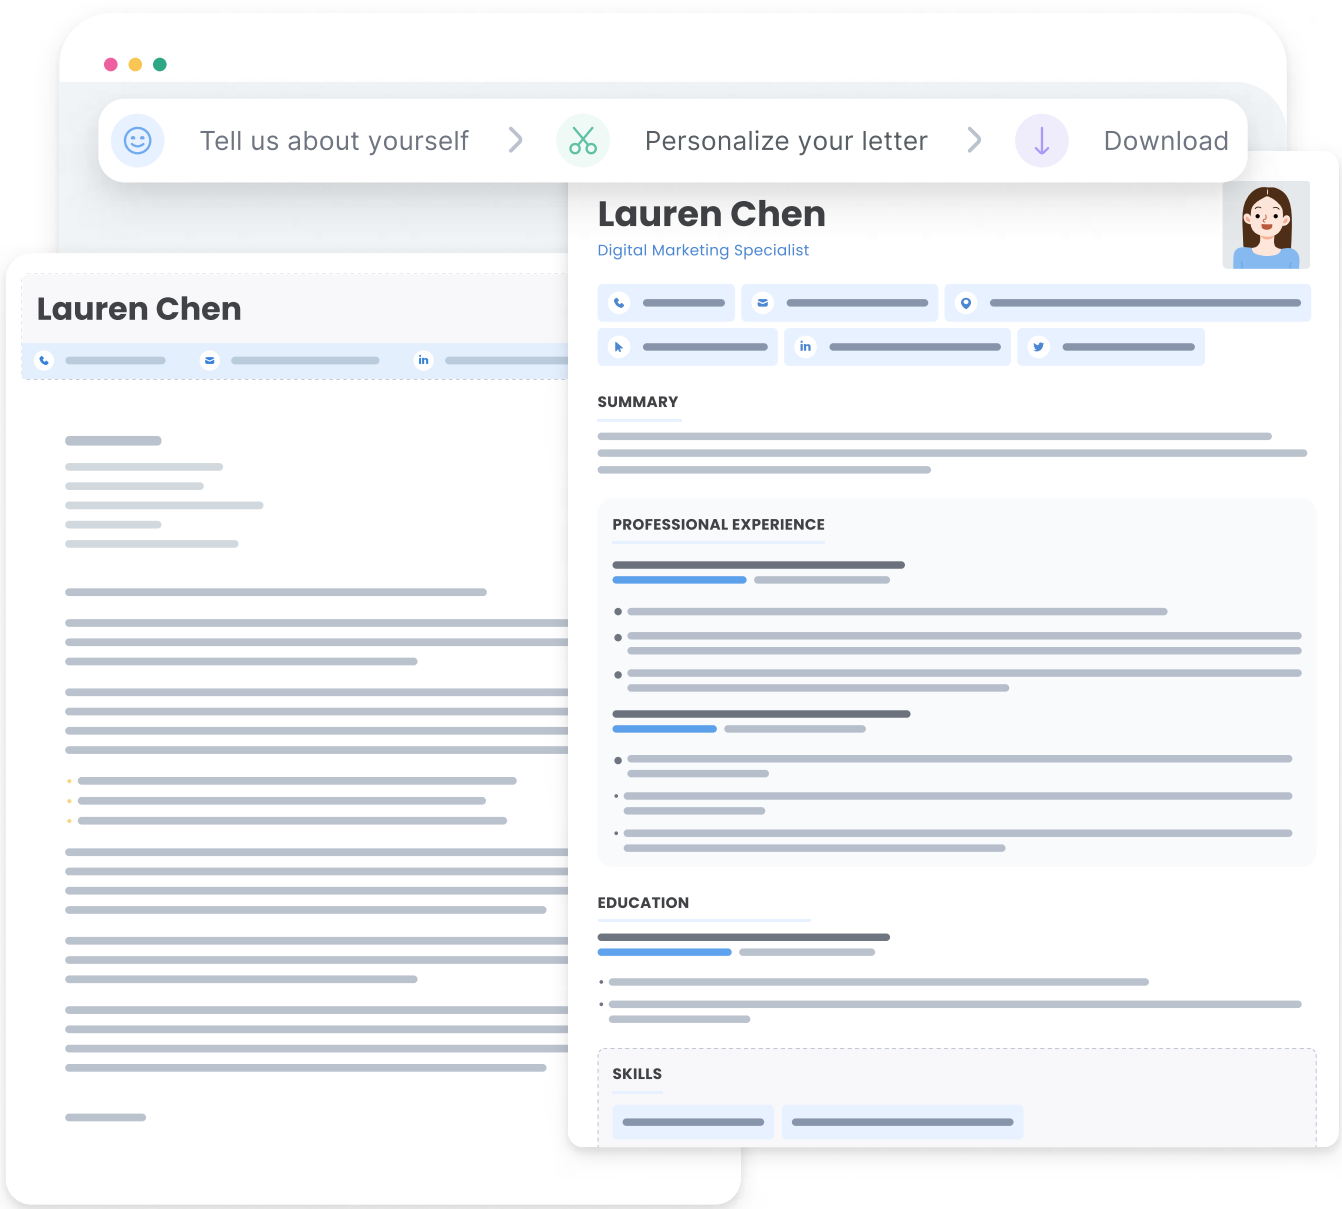 Tell us about yourself
Personalize your letter
Download
Lauren Chen
Lauren Chen
Digital Marketing Specialist
in
in
SUMMARY
PROFESSIONAL EXPERIENCE
EDUCATION
SKILLS